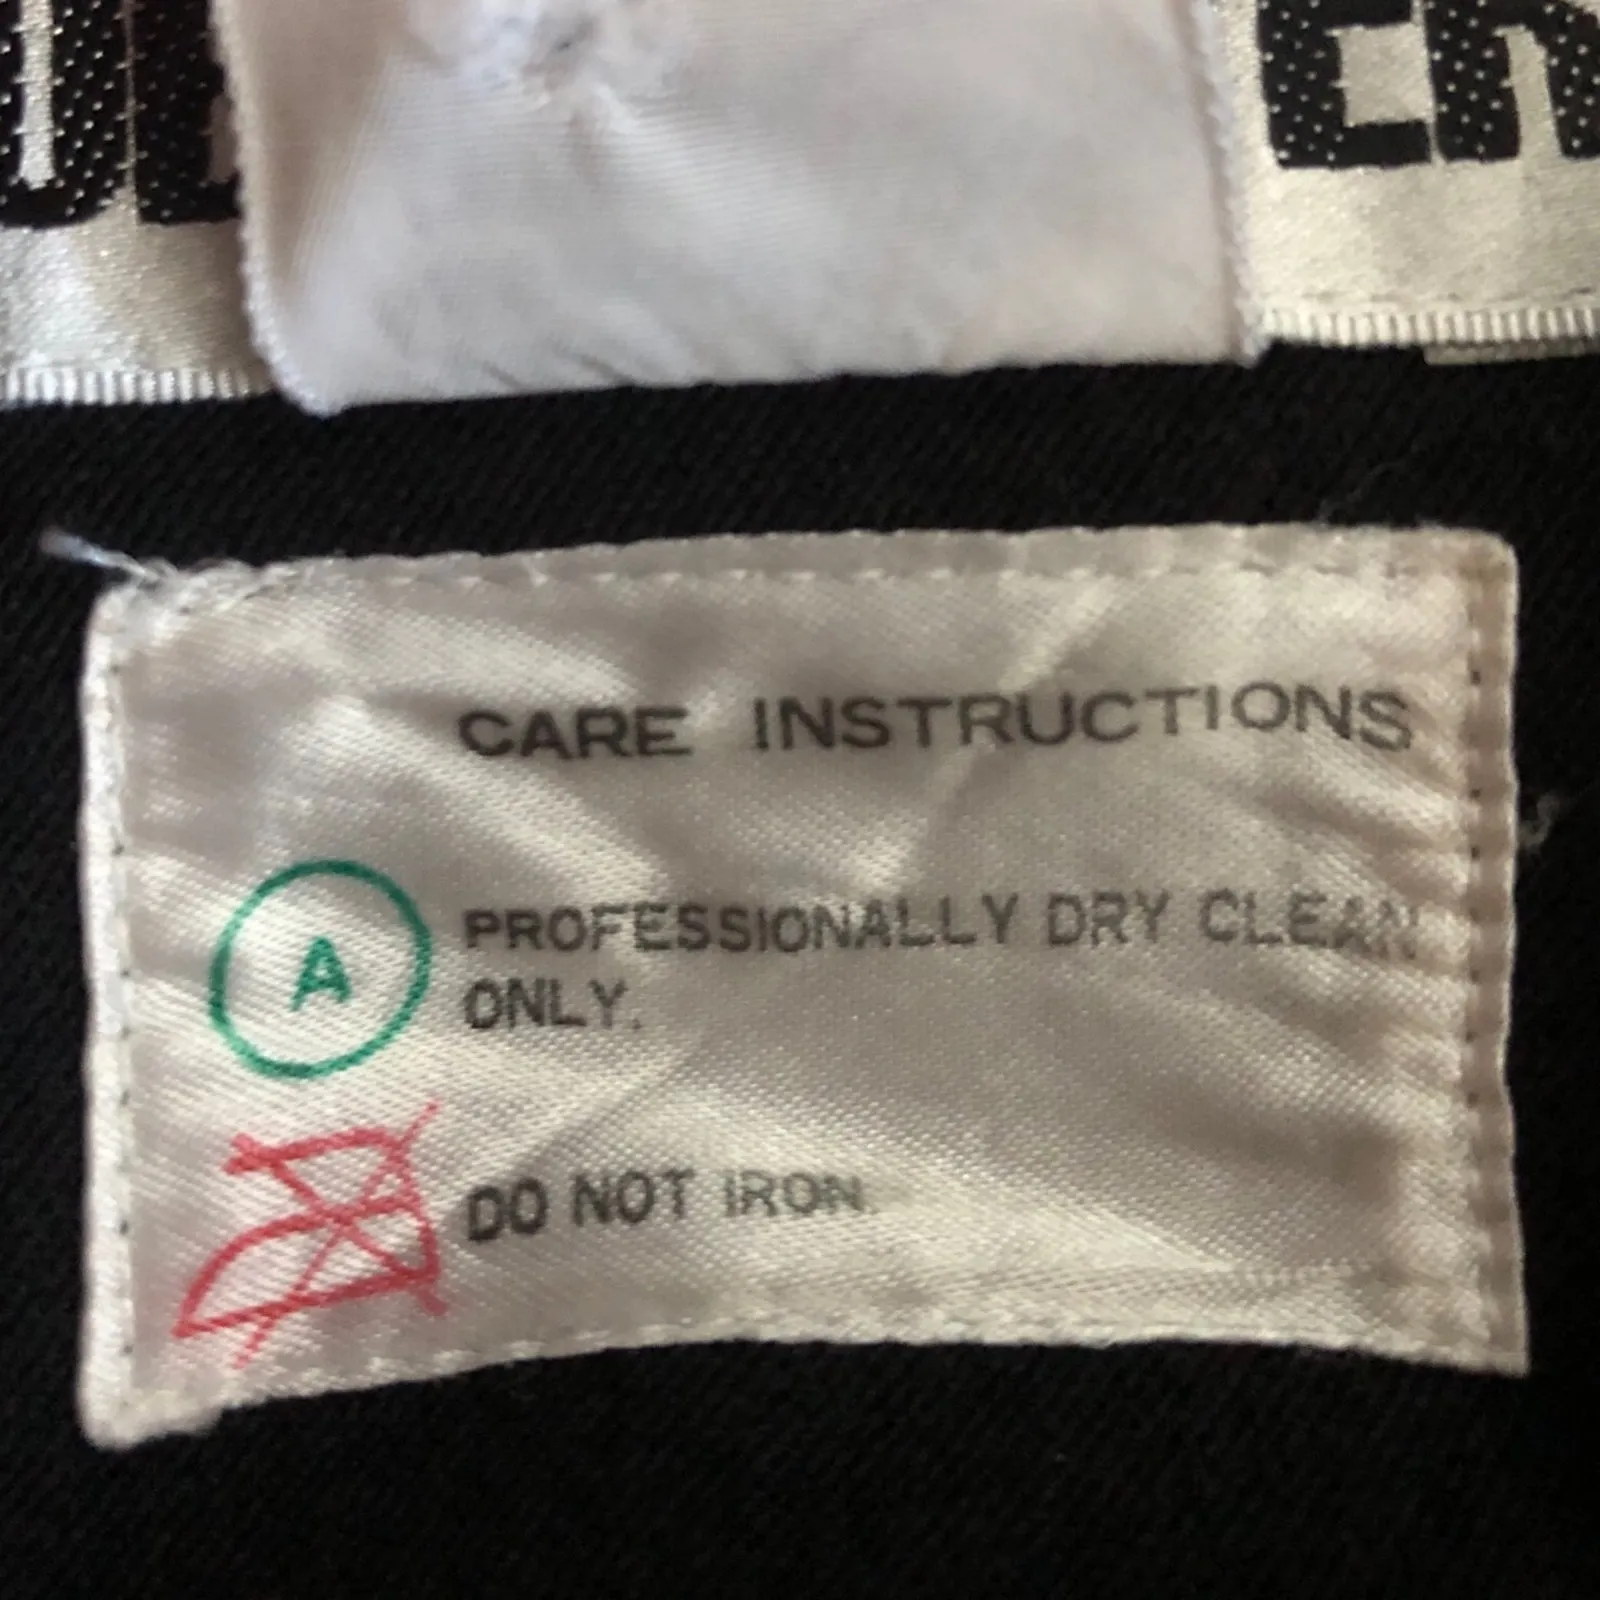 CARE INSTRUCTIONS
A
PROFESSIONALLY DRY CLEAN
ONLY.
DO NOT IRON.